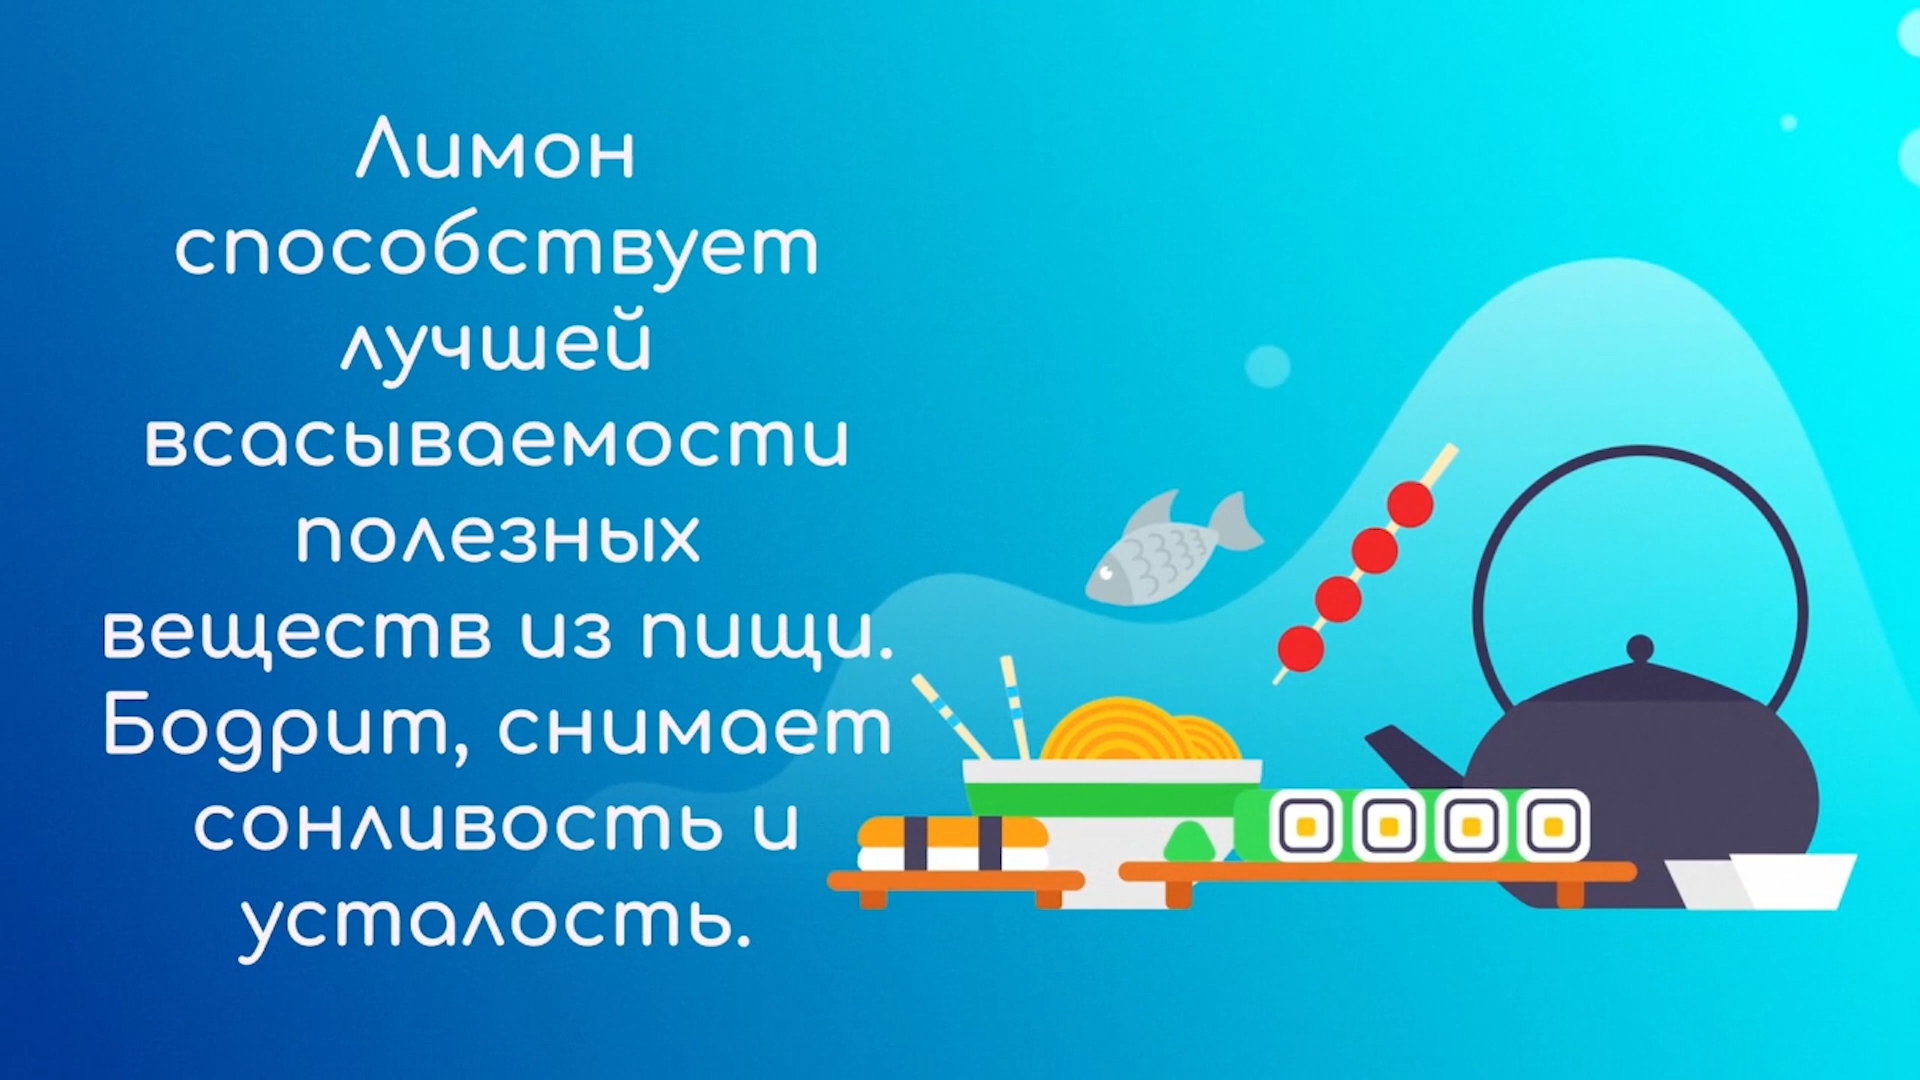 Лимон
способствует
лучшей
всасываемости
полезных
веществ из пищи.
Бодрит, снимает
сонливость и
усталость.